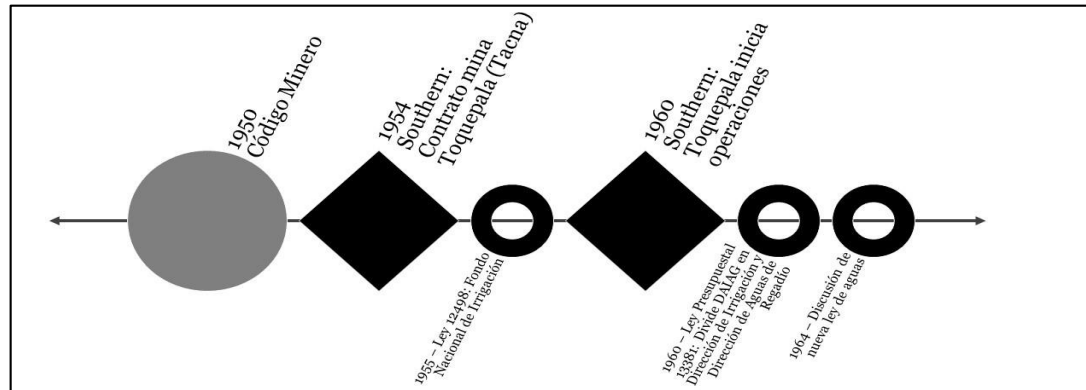 1950
Código Minero
1954
Southern:
Contrato mina
Toquepala (Tacna)
1955 – Ley 12498: Fondo
Nacional de Irrigación
1960
Southern:
Toquepala inicia
operaciones
1960 – Ley Presupuestal
13381: Divide DAIAG en
Dirección de Irrigación y
Dirección de Aguas de
Regadío
1964 – Discusión de
nueva ley de aguas